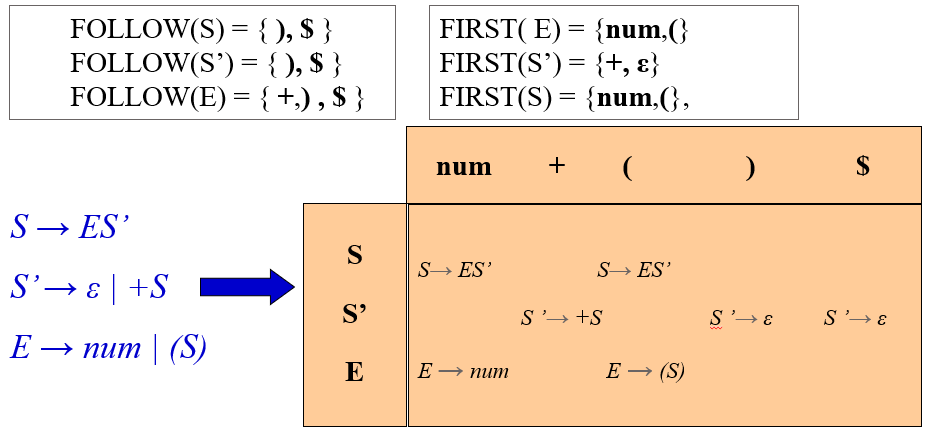 FOLLOW(S) = { ), $ }
FOLLOW(S’) = { ), $ }
FOLLOW(E) = { +,) , $ }
FIRST( E) = {num,(}
FIRST(S’) = {+, ε}
FIRST(S) = {num,(},
num + ( ) $
S → ES’
S’→ ε | +S
E → num | (S)
S S→ ES’ S→ ES’
S’ S ’→ +S S ’→ ε S ’→ ε
E E → num E → (S)